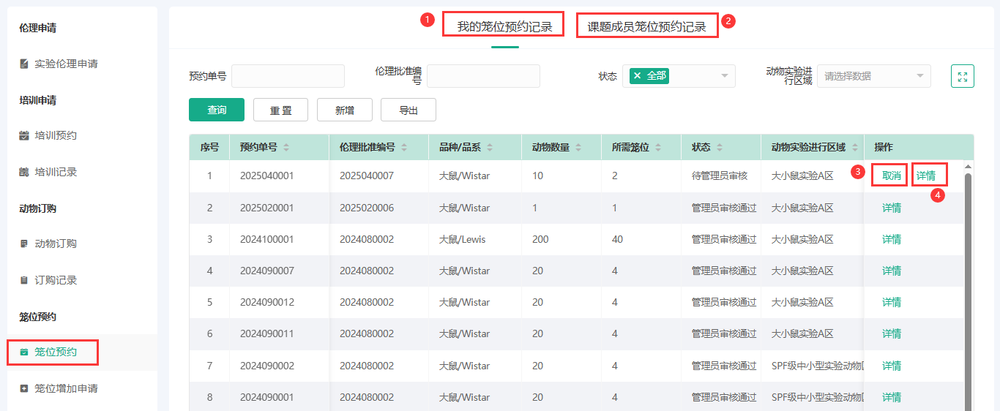 伦理申请
实验伦理申请
培训申请
培训预约
培训记录
动物订购
动物订购
订购记录
笼位预约
笼位预约
笼位增加申请
1 我的笼位预约记录 课题成员笼位预约记录 2
预约单号 伦理批准编号 状态 × 全部 动物实验进行区域 请选择数据
查询 重置 新增 导出
序号 预约单号 伦理批准编号 品种/品系 动物数量 所需笼位 状态 动物实验进行区域 操作
1 2025040001 2025040007 大鼠/Wistar 10 2 待管理员审核 大小鼠实验A区 3 取消 详情 4
2 2025020001 2025020006 大鼠/Wistar 1 1 管理员审核通过 大小鼠实验A区 详情
3 2024100001 2024080002 大鼠/Lewis 200 40 管理员审核通过 大小鼠实验A区 详情
4 2024090007 2024080002 大鼠/Wistar 20 4 管理员审核通过 大小鼠实验A区 详情
5 2024090012 2024080002 大鼠/Wistar 20 4 管理员审核通过 大小鼠实验A区 详情
6 2024090011 2024080002 大鼠/Wistar 20 4 管理员审核通过 大小鼠实验A区 详情
7 2024090002 2024080002 大鼠/Wistar 20 4 管理员审核通过 SPF级中小型实验动物 详情
8 2024090001 2024080002 大鼠/Wistar 20 4 管理员审核通过 SPF级中小型实验动物 详情